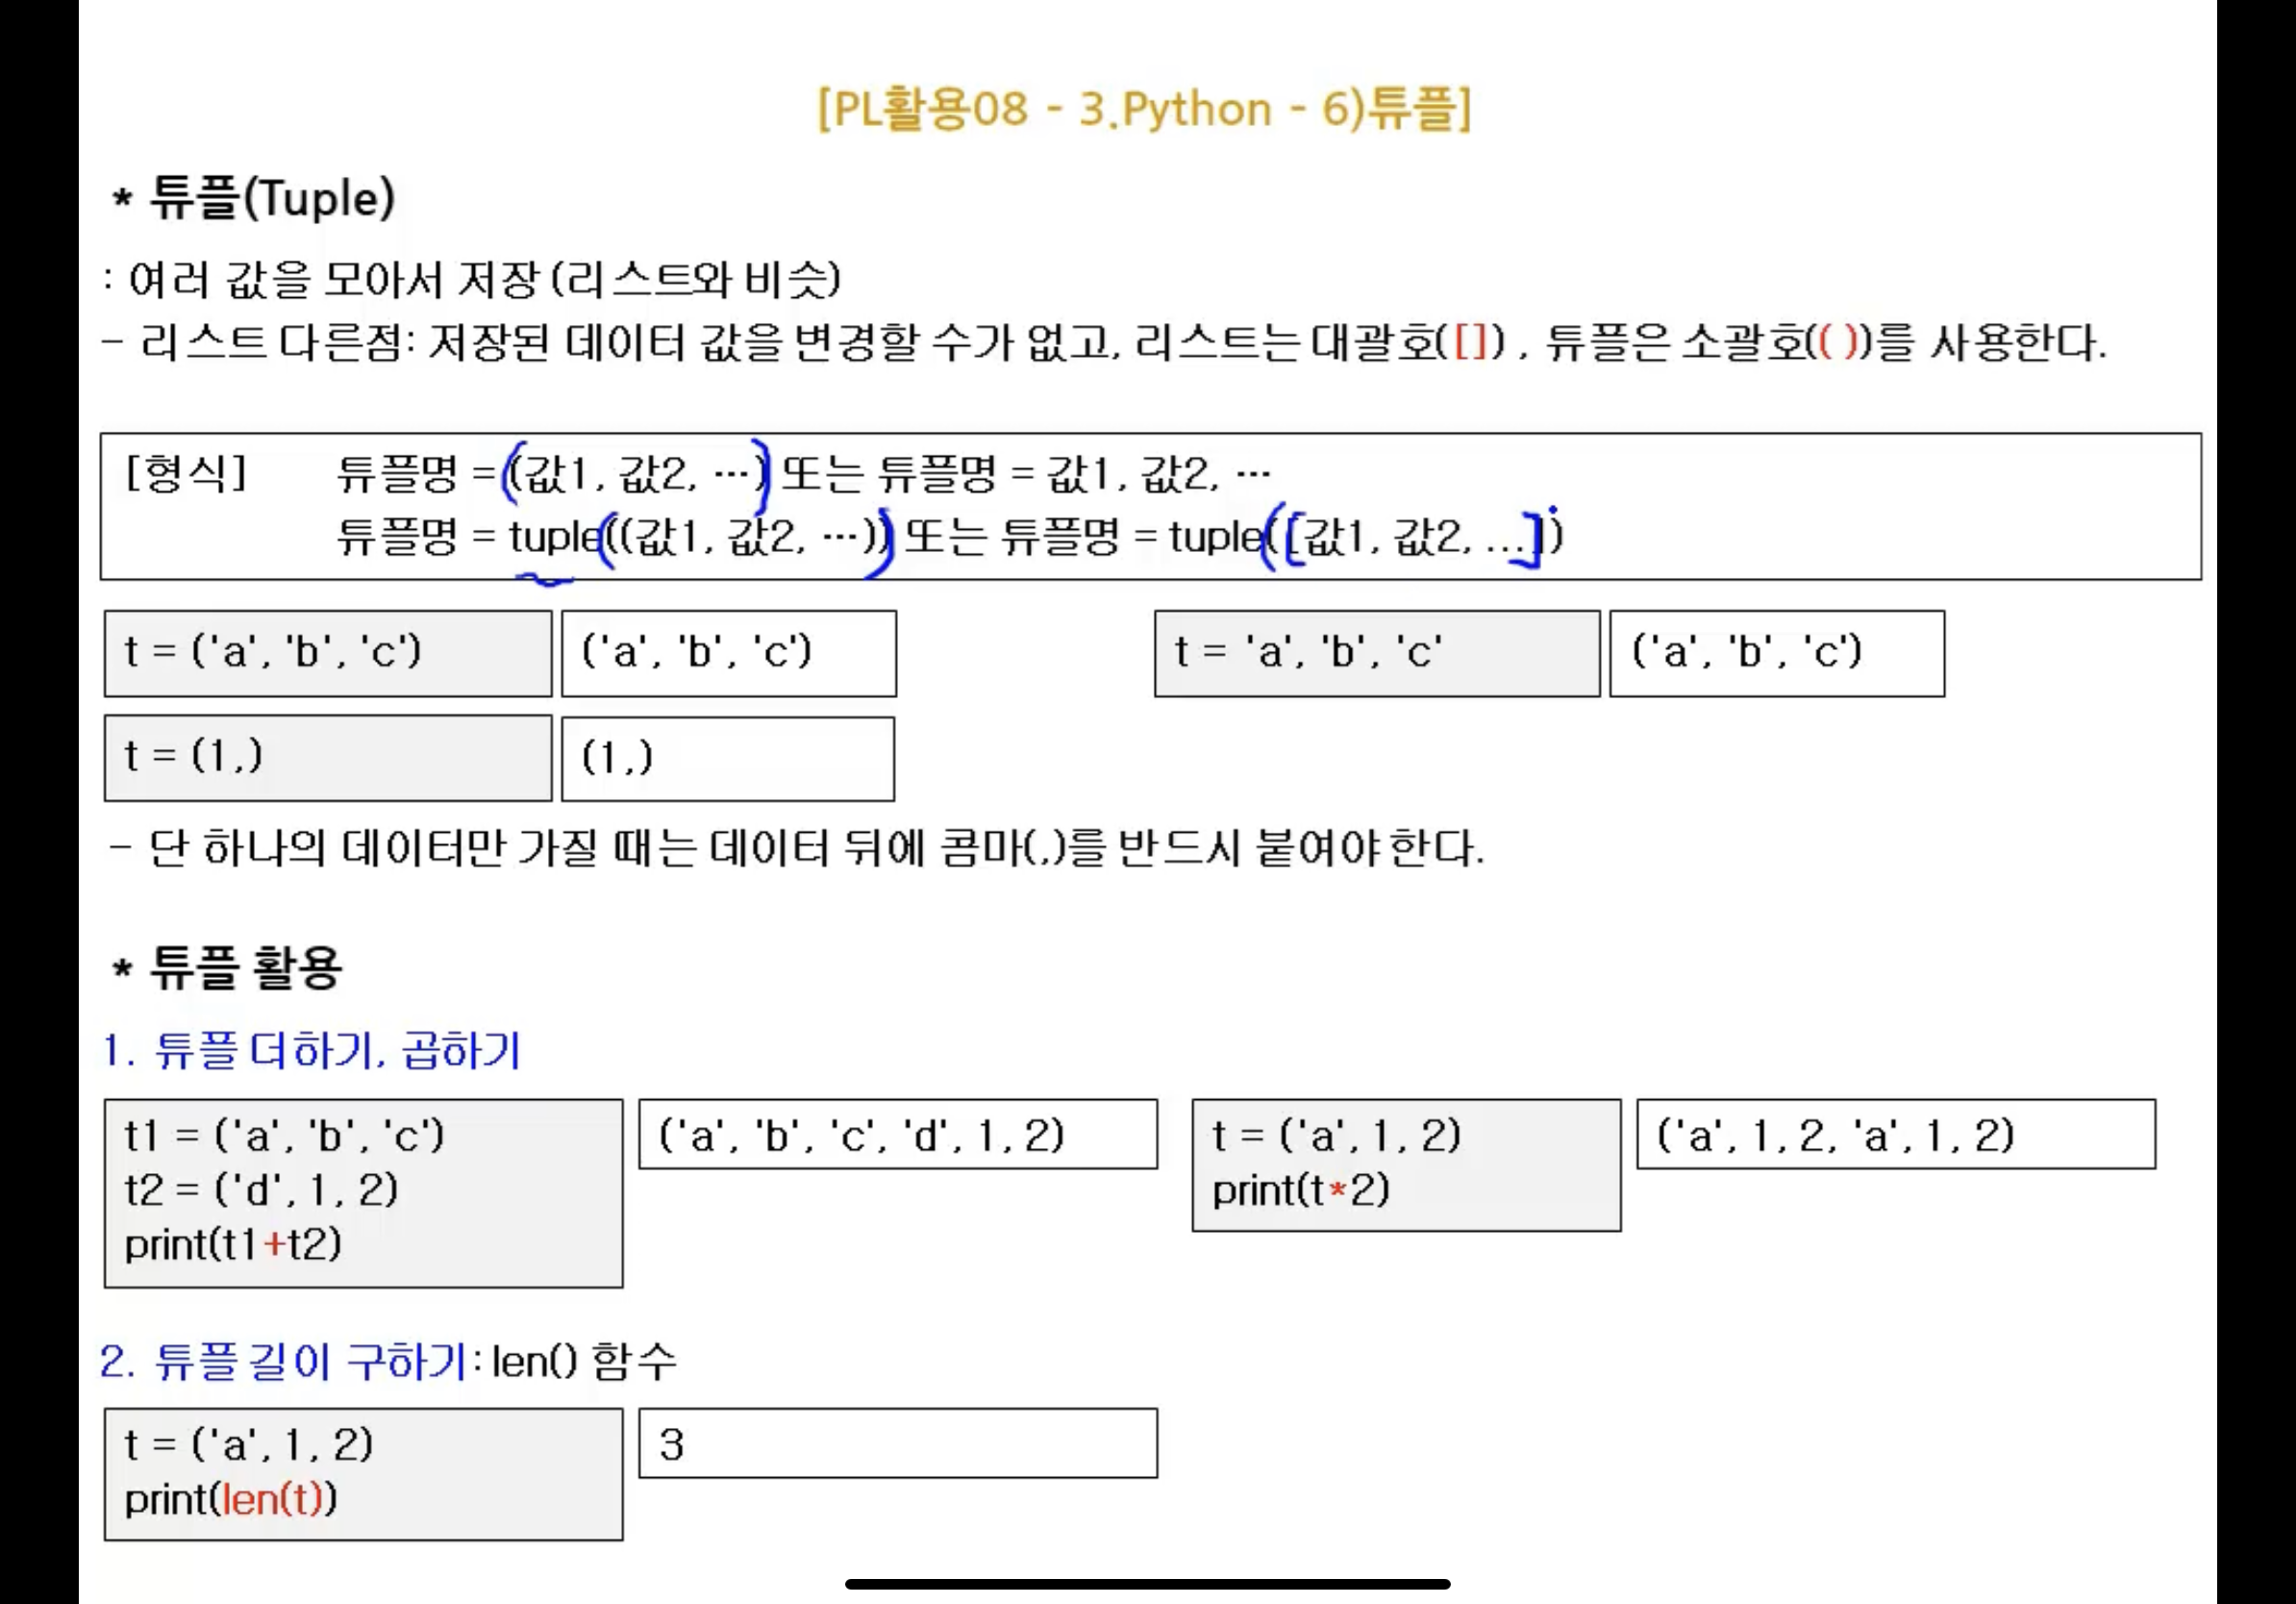 [PL활용08 - 3.Python - 6)튜플]
* 튜플(Tuple)
: 여러 값을 모아서 저장 (리스트와 비슷)
- 리스트 다른점: 저장된 데이터 값을 변경할 수가 없고, 리스트는 대괄호([]) , 튜플은 소괄호(( ))를 사용한다.
[형식] 튜플명 = (값1, 값2, …) 또는 튜플명 = 값1, 값2, …
튜플명 = tuple((값1, 값2, …)) 또는 튜플명 = tuple([값1, 값2, …])
t = ('a', 'b', 'c') ('a', 'b', 'c') t = 'a', 'b', 'c' ('a', 'b', 'c')
t = (1,) (1,)
- 단 하나의 데이터만 가질 때는 데이터 뒤에 콤마(,)를 반드시 붙여야 한다.
* 튜플 활용
1. 튜플 더하기, 곱하기
t1 = ('a', 'b', 'c')
t2 = ('d', 1, 2)
print(t1+t2)
('a', 'b', 'c', 'd', 1, 2)
t = ('a', 1, 2)
print(t*2)
('a', 1, 2, 'a', 1, 2)
2. 튜플 길이 구하기: len() 함수
t = ('a', 1, 2)
print(len(t))
3